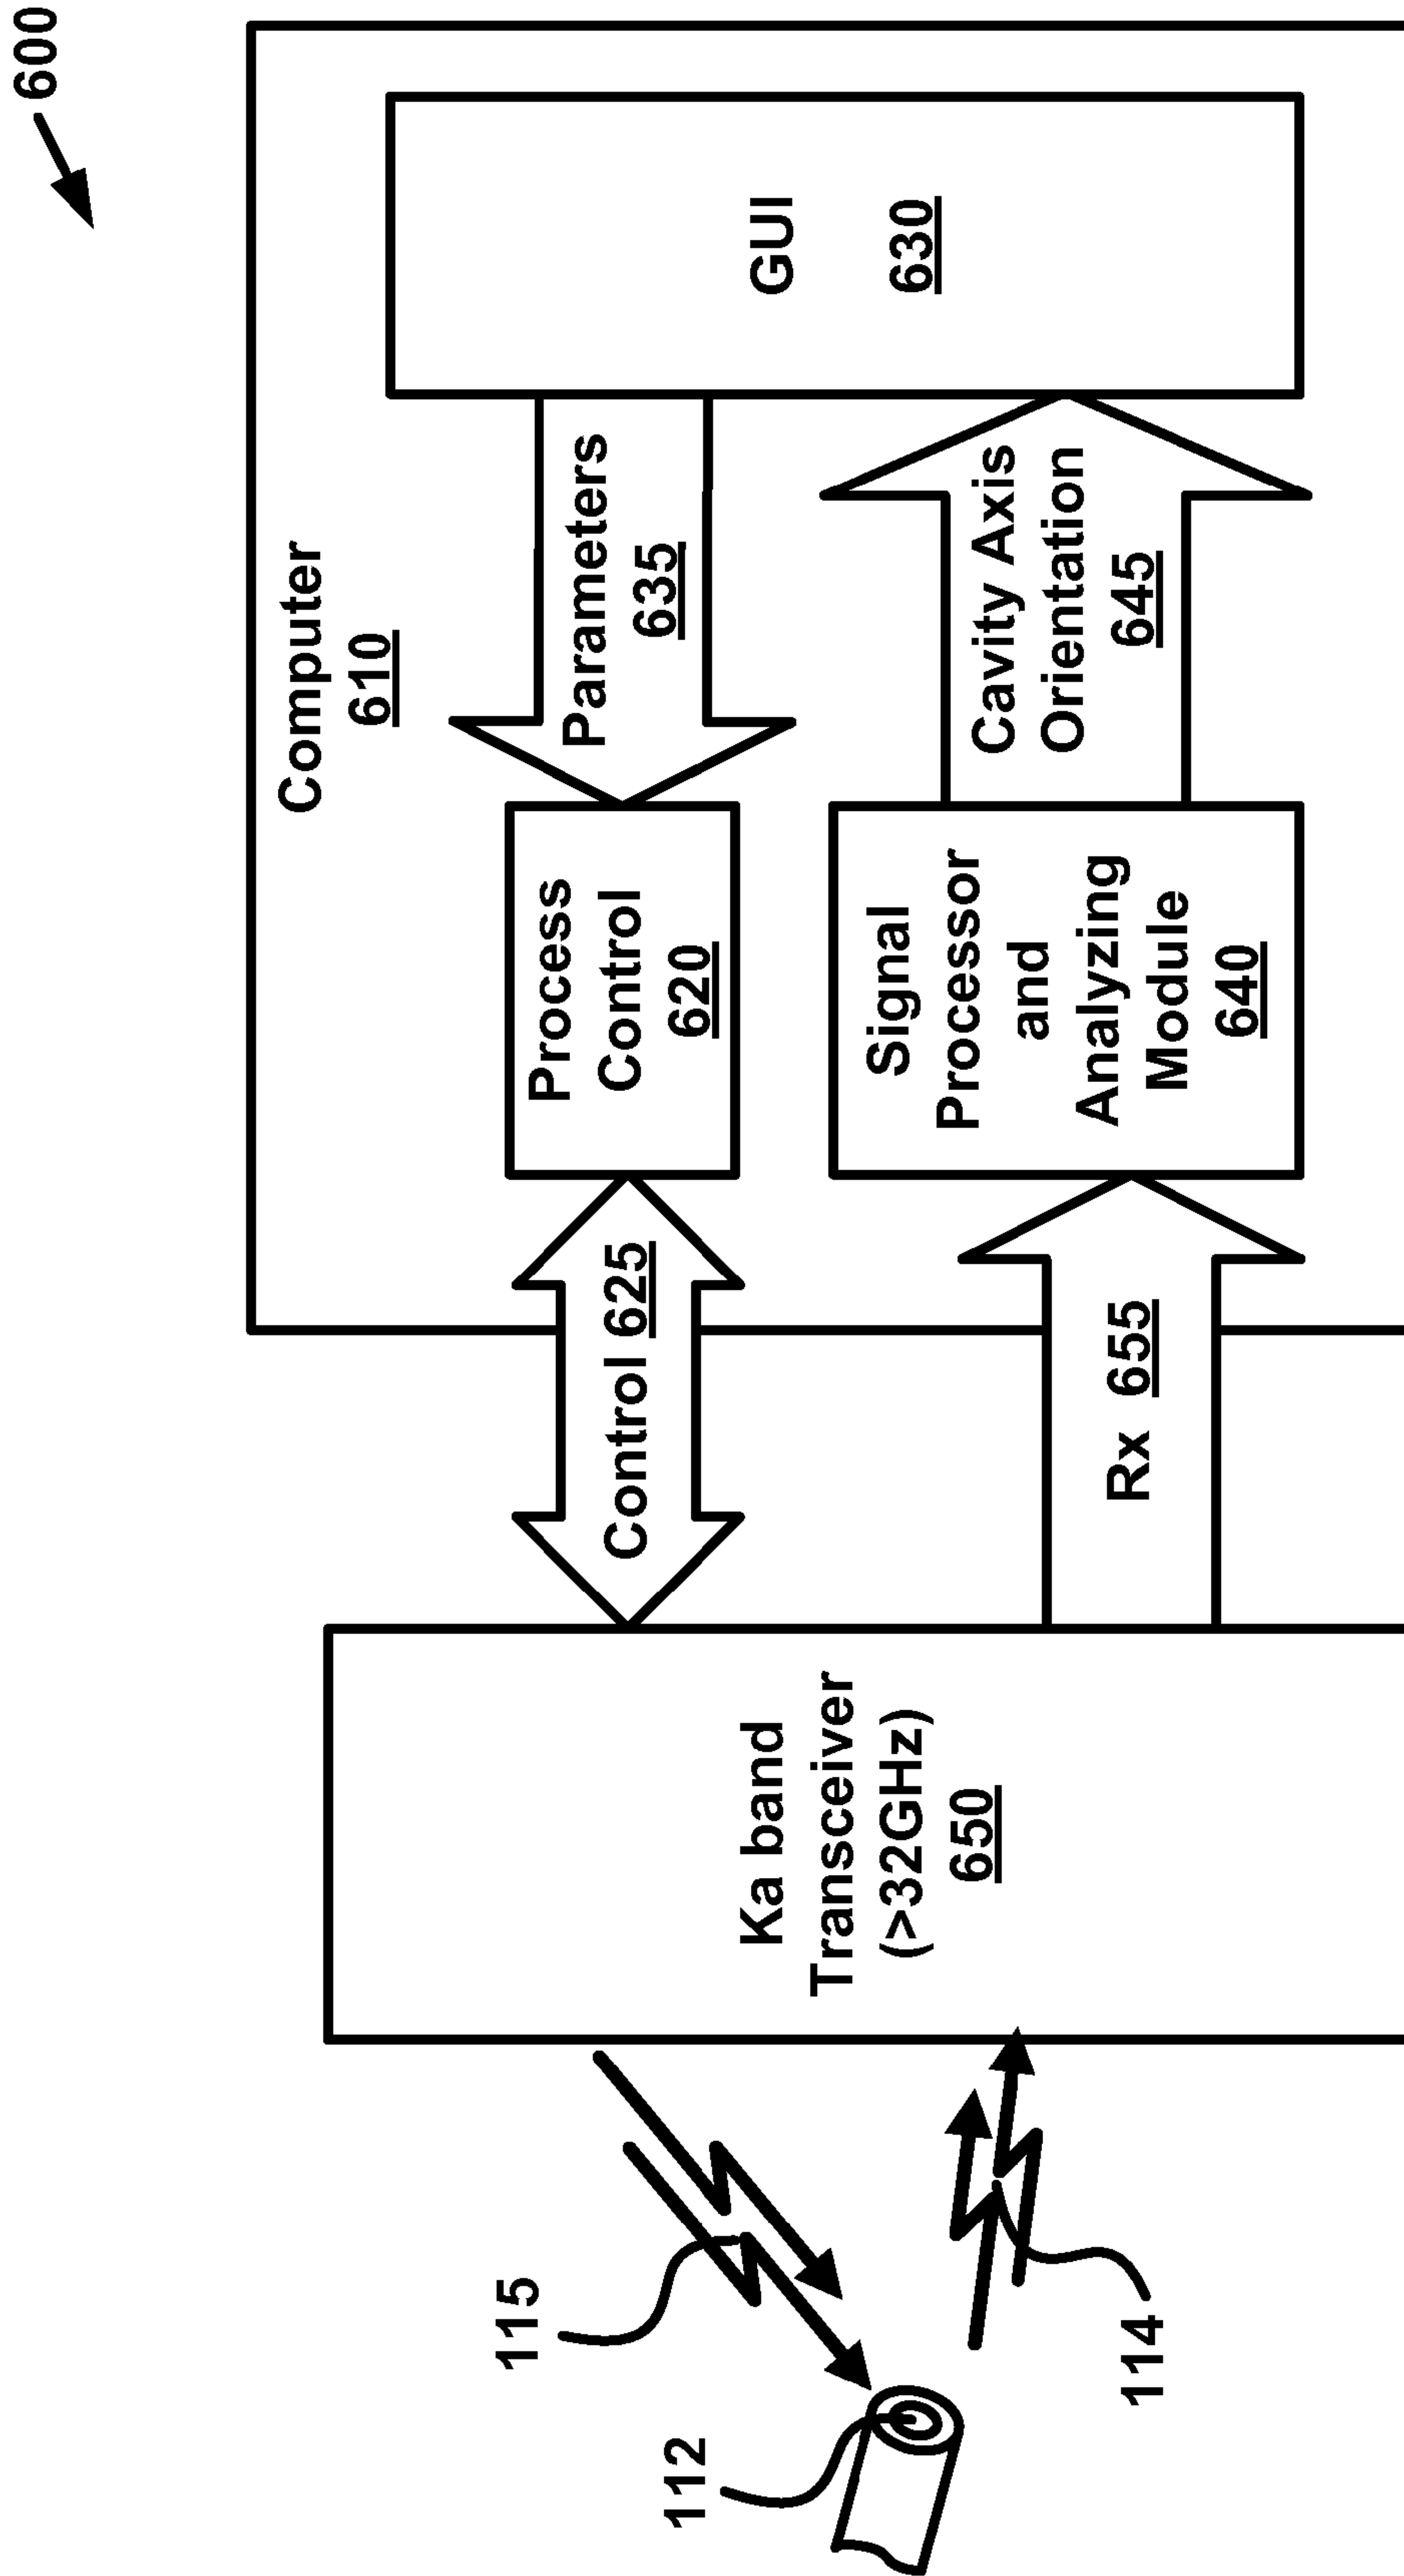 600
Computer
610
GUI
630
Parameters
635
Cavity Axis
Orientation
645
Process
Control
620
Signal
Processor
and
Analyzing
Module
640
Control 625
Rx 655
Ka band
Transceiver
(>32GHz)
650
115
114
112